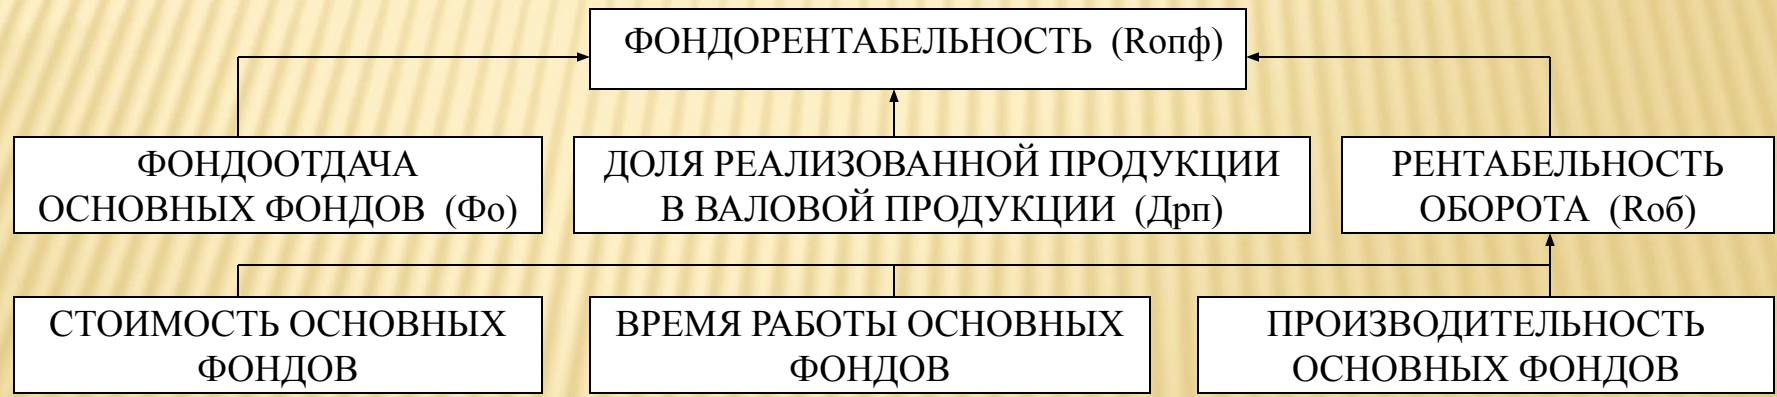 ФОНДОРЕНТАБЕЛЬНОСТЬ (Rопф)
ФОНДООТДАЧА
ОСНОВНЫХ ФОНДОВ (Фо)
ДОЛЯ РЕАЛИЗОВАННОЙ ПРОДУКЦИИ
В ВАЛОВОЙ ПРОДУКЦИИ (Дрп)
РЕНТАБЕЛЬНОСТЬ
ОБОРОТА (Rоб)
СТОИМОСТЬ ОСНОВНЫХ
ФОНДОВ
ВРЕМЯ РАБОТЫ ОСНОВНЫХ
ФОНДОВ
ПРОИЗВОДИТЕЛЬНОСТЬ
ОСНОВНЫХ ФОНДОВ